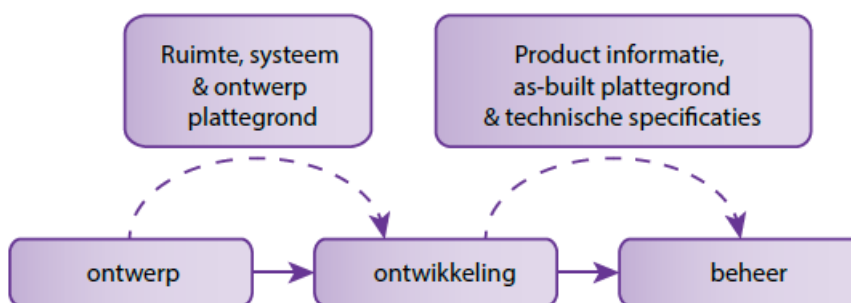 Ruimte, systeem
& ontwerp
plattegrond
Product informatie,
as-built plattegrond
& technische specificaties
ontwerp
ontwikkeling
beheer